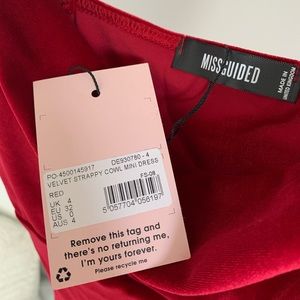 MISSGUIDED
MADE IN
UNITED KINGDOM
PO-4500145917 DE930780 - 4
VELVET STRAPPY COWL MINI DRESS
RED FS-08
UK 4
EU 32
US 0
AUS 4
5 057704 056197
Remove this tag and
there's no returning me,
I'm yours forever.
Please recycle me